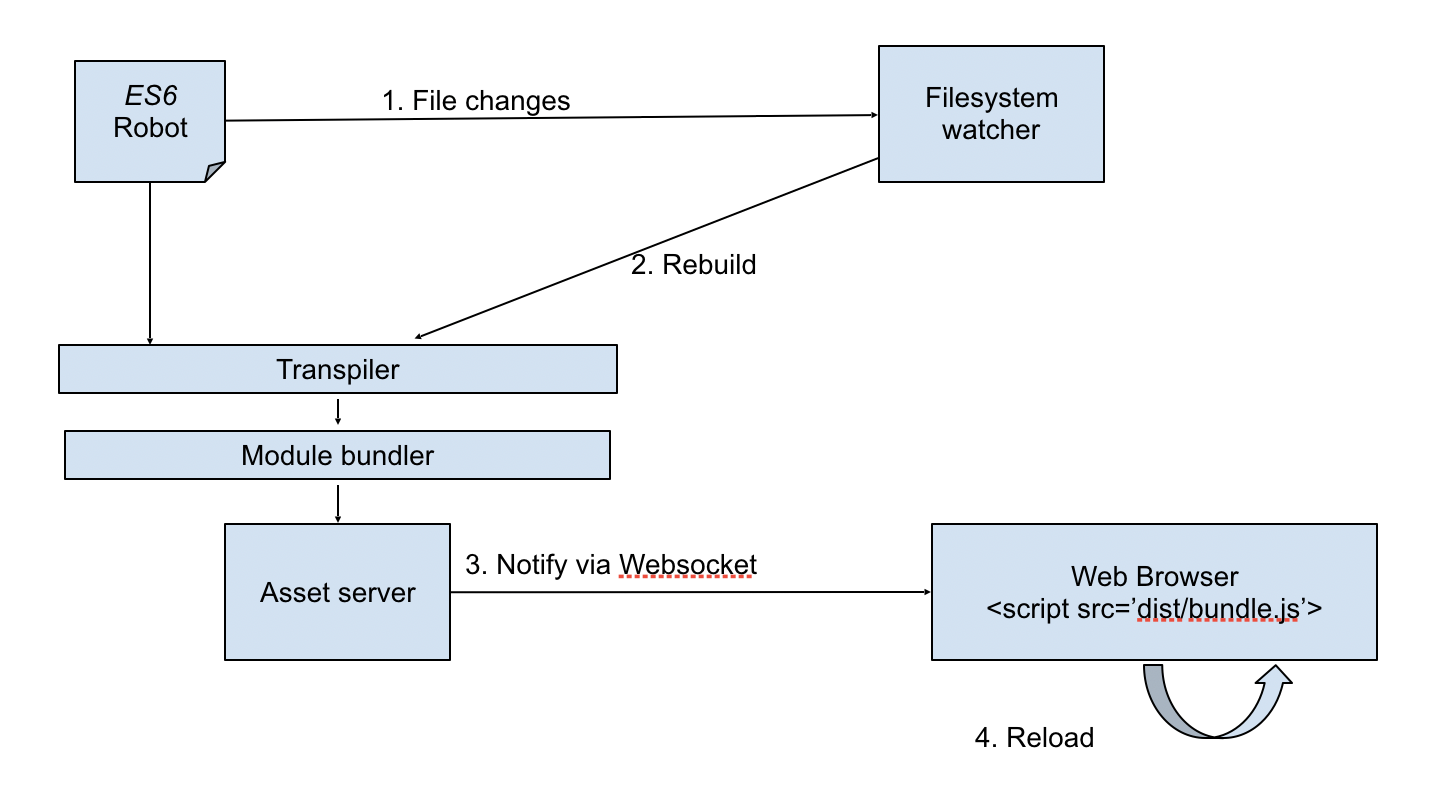 ES6
Robot
1. File changes
Filesystem
watcher
2. Rebuild
Transpiler
Module bundler
Asset server
3. Notify via Websocket
Web Browser
<script src=’dist/bundle.js’>
4. Reload